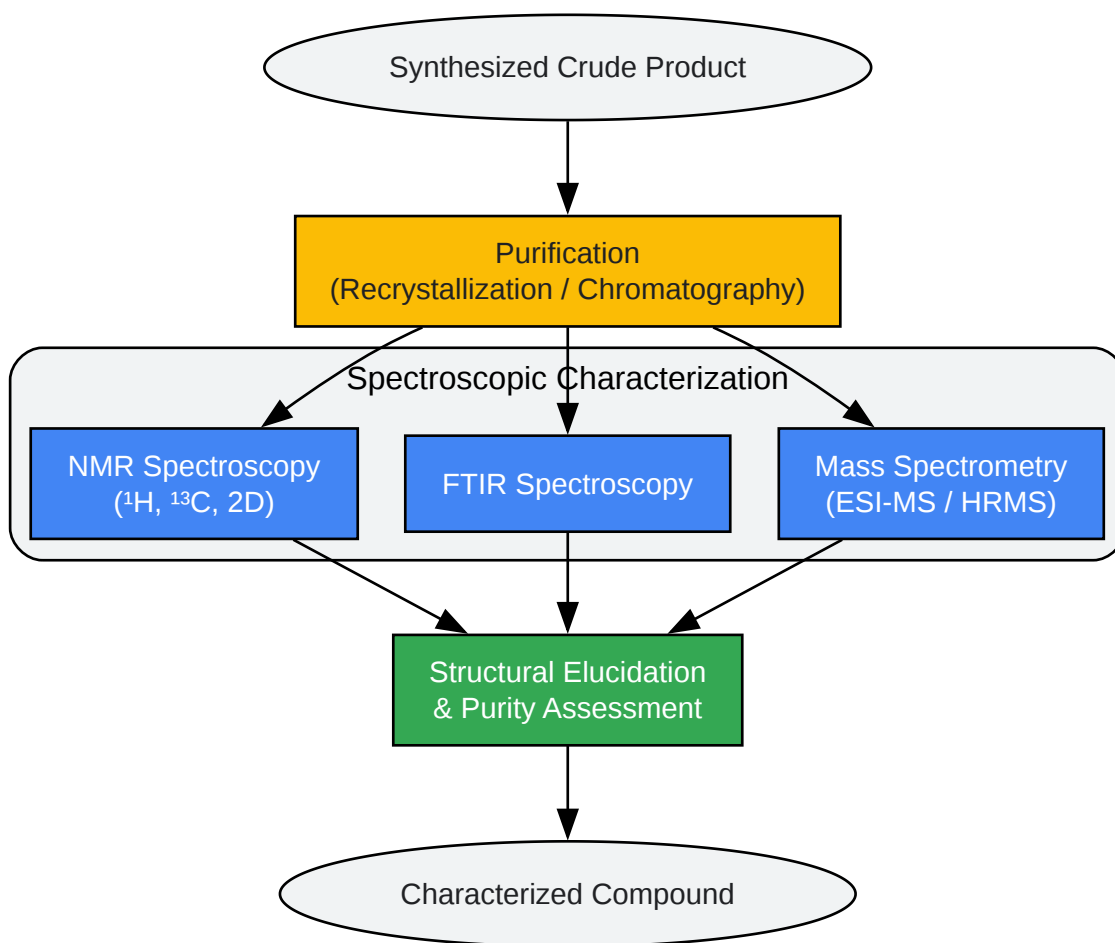 Synthesized Crude Product
Purification
(Recrystallization / Chromatography)
Spectroscopic Characterization
NMR Spectroscopy
(¹H, ¹³C, 2D)
FTIR Spectroscopy
Mass Spectrometry
(ESI-MS / HRMS)
Structural Elucidation
& Purity Assessment
Characterized Compound